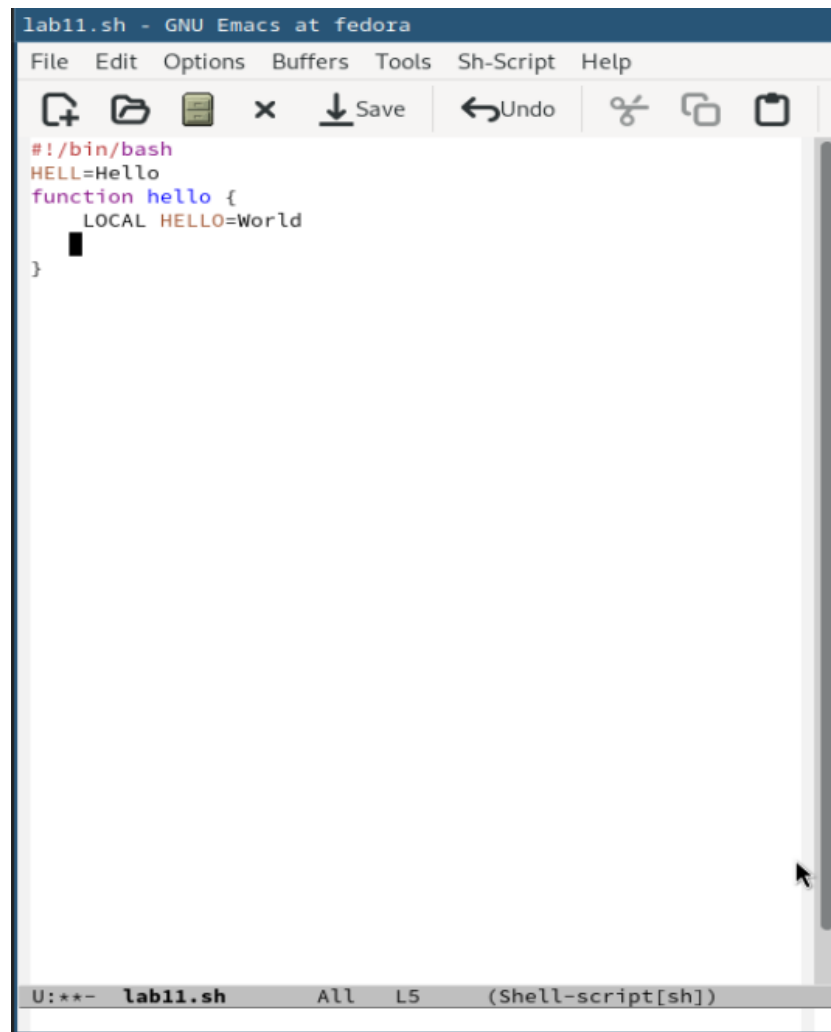 lab11.sh - GNU Emacs at fedora
File Edit Options Buffers Tools Sh-Script Help
Save Undo
#!/bin/bash
HELL=Hello
function hello {
    LOCAL HELLO=World
}
U:**- lab11.sh All L5 (Shell-script[sh])